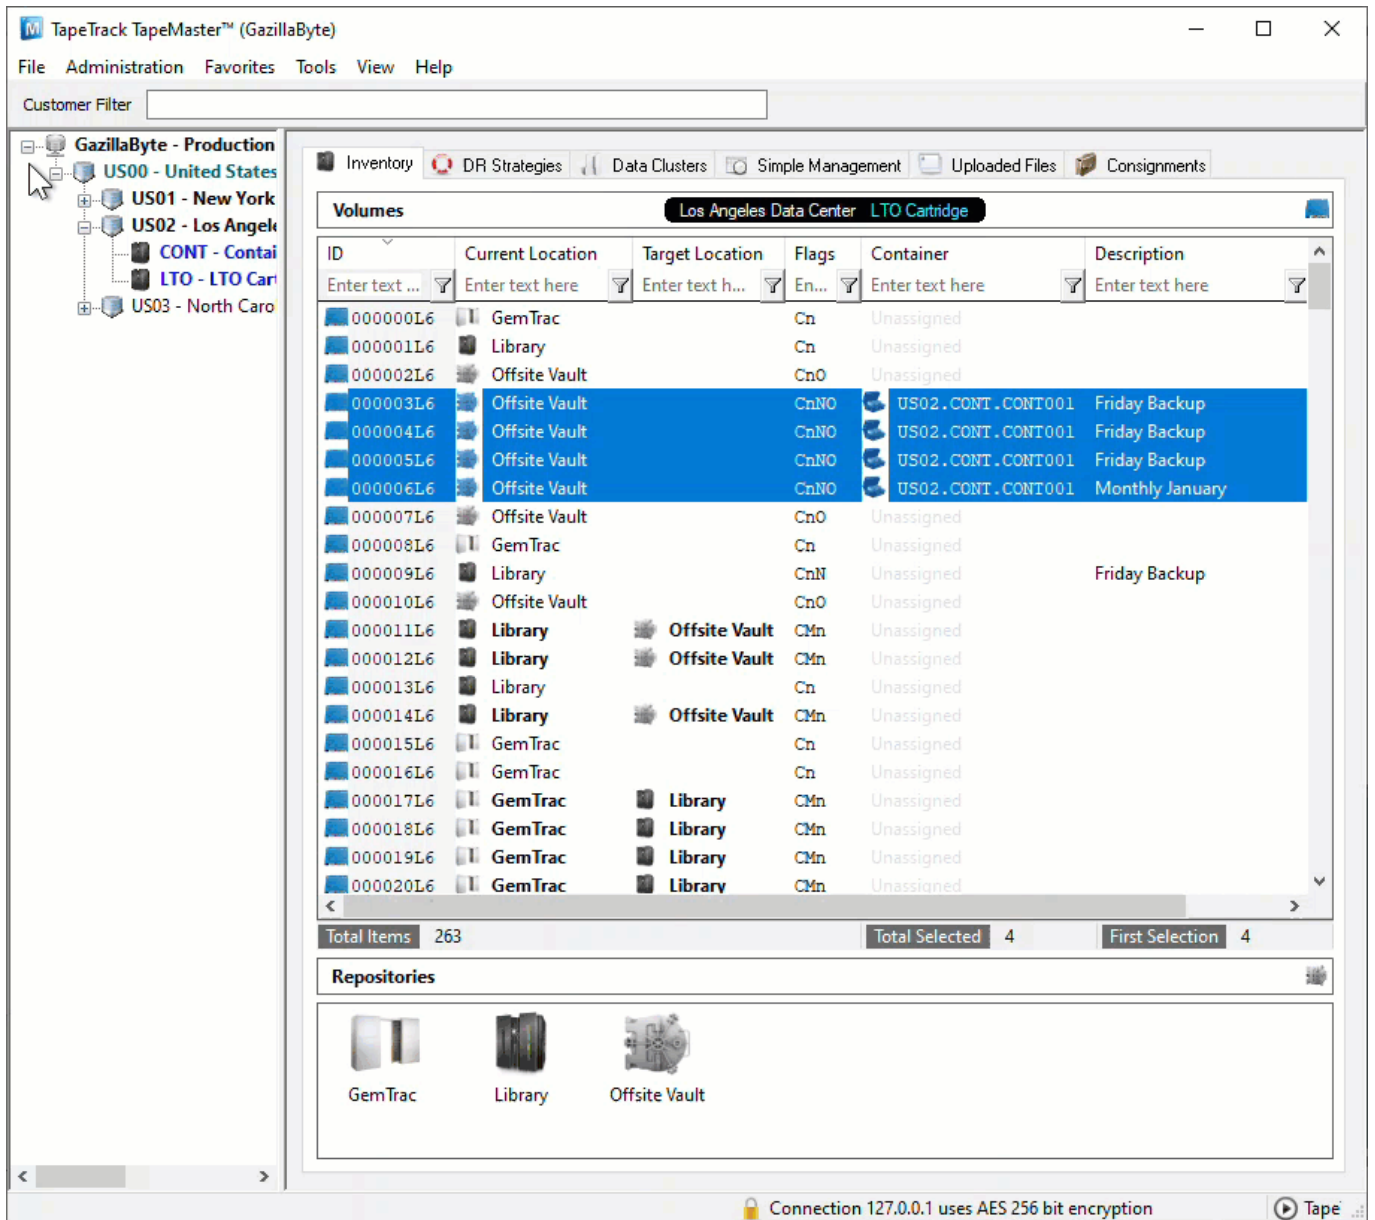 TapeTrack TapeMaster™ (GazillaByte)
File Administration Favorites Tools View Help
Customer Filter
GazillaByte - Production
US00 - United States
US01 - New York
US02 - Los Angele
CONT - Contai
LTO - LTO Cart
US03 - North Caro
Inventory DR Strategies Data Clusters Simple Management Uploaded Files Consignments
Volumes Los Angeles Data Center LTO Cartridge
ID Current Location Target Location Flags Container Description
Enter text ... Enter text here Enter text h... En... Enter text here Enter text here
000000L6 GemTrac Cn Unassigned
000001L6 Library Cn Unassigned
000002L6 Offsite Vault CnO Unassigned
000003L6 Offsite Vault CnNO US02.CONT.CONT001 Friday Backup
000004L6 Offsite Vault CnNO US02.CONT.CONT001 Friday Backup
000005L6 Offsite Vault CnNO US02.CONT.CONT001 Friday Backup
000006L6 Offsite Vault CnNO US02.CONT.CONT001 Monthly January
000007L6 Offsite Vault CnO Unassigned
000008L6 GemTrac Cn Unassigned
000009L6 Library CnN Unassigned Friday Backup
000010L6 Offsite Vault CnO Unassigned
000011L6 Library Offsite Vault CMn Unassigned
000012L6 Library Offsite Vault CMn Unassigned
000013L6 Library Cn Unassigned
000014L6 Library Offsite Vault CMn Unassigned
000015L6 GemTrac Cn Unassigned
000016L6 GemTrac Cn Unassigned
000017L6 GemTrac Library CMn Unassigned
000018L6 GemTrac Library CMn Unassigned
000019L6 GemTrac Library CMn Unassigned
000020L6 GemTrac Library CMn Unassigned
Total Items 263 Total Selected 4 First Selection 4
Repositories
GemTrac Library Offsite Vault
Connection 127.0.0.1 uses AES 256 bit encryption Tape